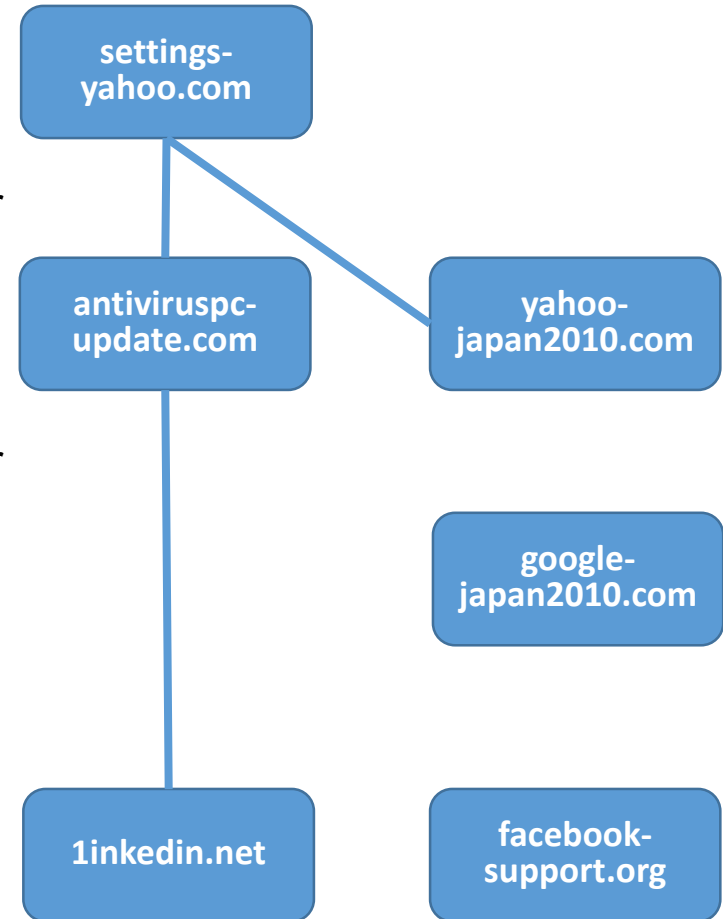 settings-
yahoo.com
antiviruspc-
update.com
yahoo-
japan2010.com
google-
japan2010.com
1inkedin.net
facebook-
support.org